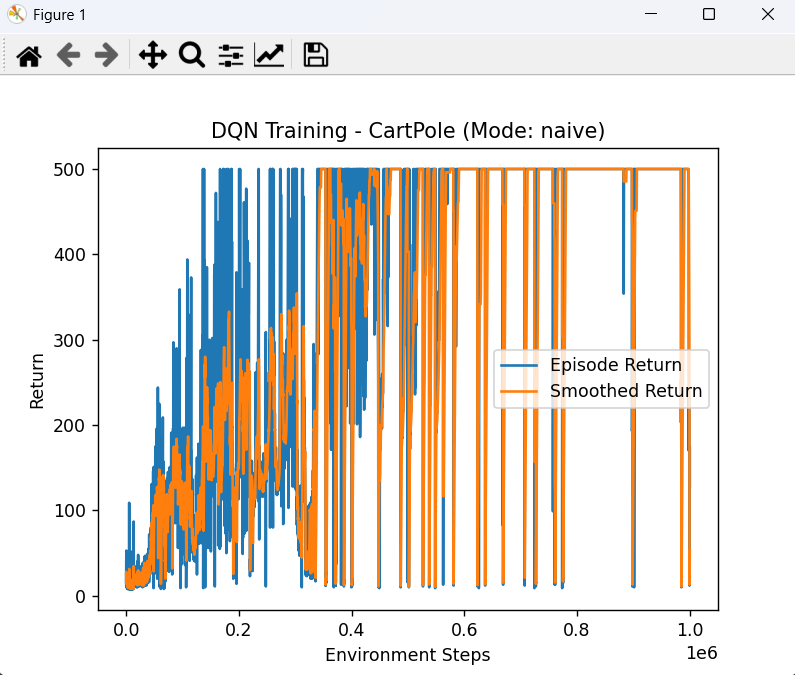 Figure 1
DQN Training - CartPole (Mode: naive)
500
400
300
200
100
0
Return
Episode Return
Smoothed Return
0.0 0.2 0.4 0.6 0.8 1.0
1e6
Environment Steps